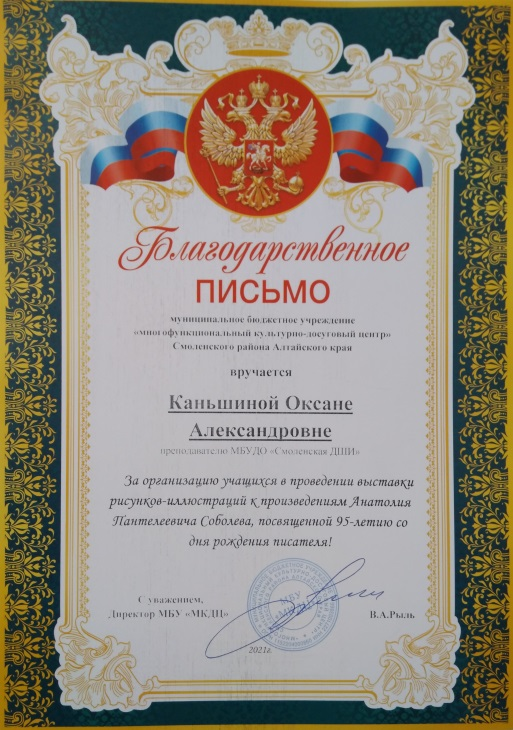 Благодарственное
ПИСЬМО
муниципальное бюджетное учреждение
«многофункциональный культурно-досуговый центр»
Смоленского района Алтайского края
вручается
Каньшиной Оксане
Александровне
преподавателю МБУДО «Смоленская ДШИ»
За организацию учащихся в проведении выставки
рисунков-иллюстраций к произведениям Анатолия
Пантелеевича Соболева, посвященной 95-летию со
дня рождения писателя!
С уважением,
Директор МБУ «МКДЦ»
В.А.Рыль
МБУ
2021г.